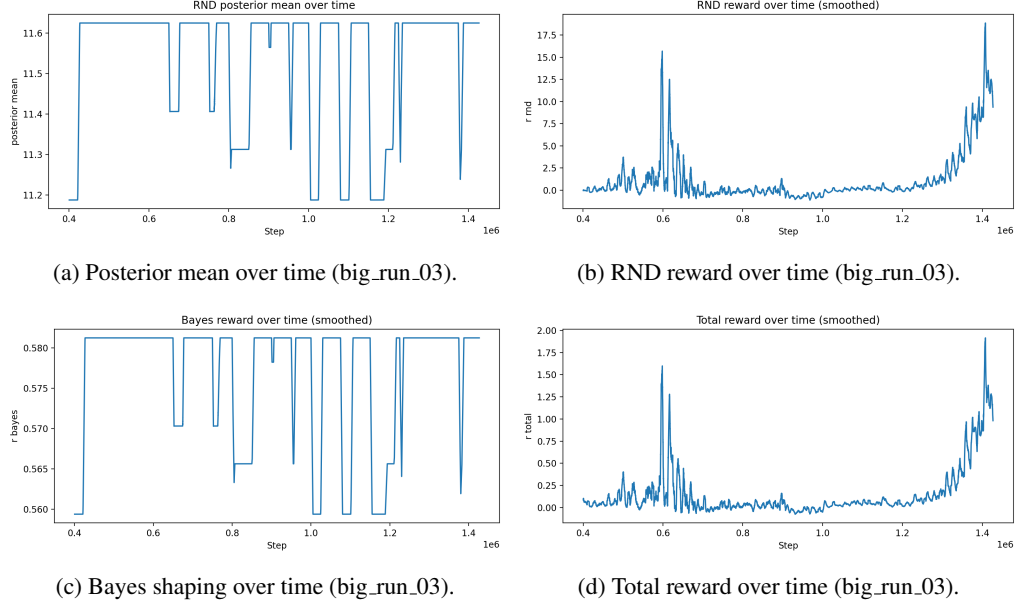 RND posterior mean over time
posterior mean
11.6
11.5
11.4
11.3
11.2
0.4 0.6 0.8 1.0 1.2 1.4
1e6
Step
(a) Posterior mean over time (big_run_03).
RND reward over time (smoothed)
r rnd
17.5
15.0
12.5
10.0
7.5
5.0
2.5
0.0
0.4 0.6 0.8 1.0 1.2 1.4
1e6
Step
(b) RND reward over time (big_run_03).
Bayes reward over time (smoothed)
r bayes
0.580
0.575
0.570
0.565
0.560
0.4 0.6 0.8 1.0 1.2 1.4
1e6
Step
(c) Bayes shaping over time (big_run_03).
Total reward over time (smoothed)
r total
2.00
1.75
1.50
1.25
1.00
0.75
0.50
0.25
0.00
0.4 0.6 0.8 1.0 1.2 1.4
1e6
Step
(d) Total reward over time (big_run_03).